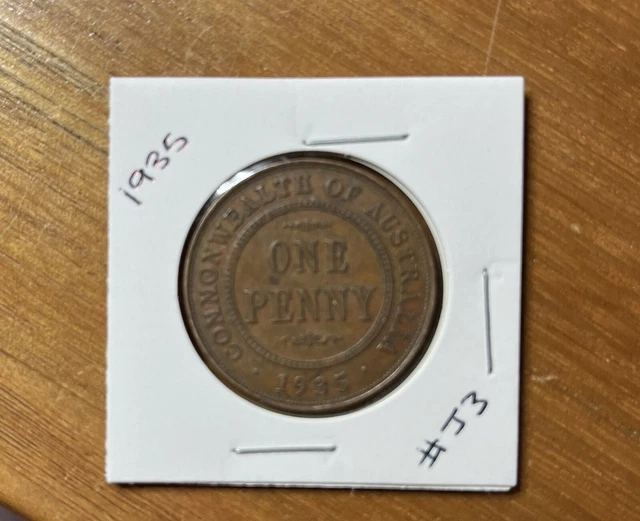 1935
COMMONWEALTH OF AUSTRALIA
ONE
PENNY
· 1935 ·
#J3